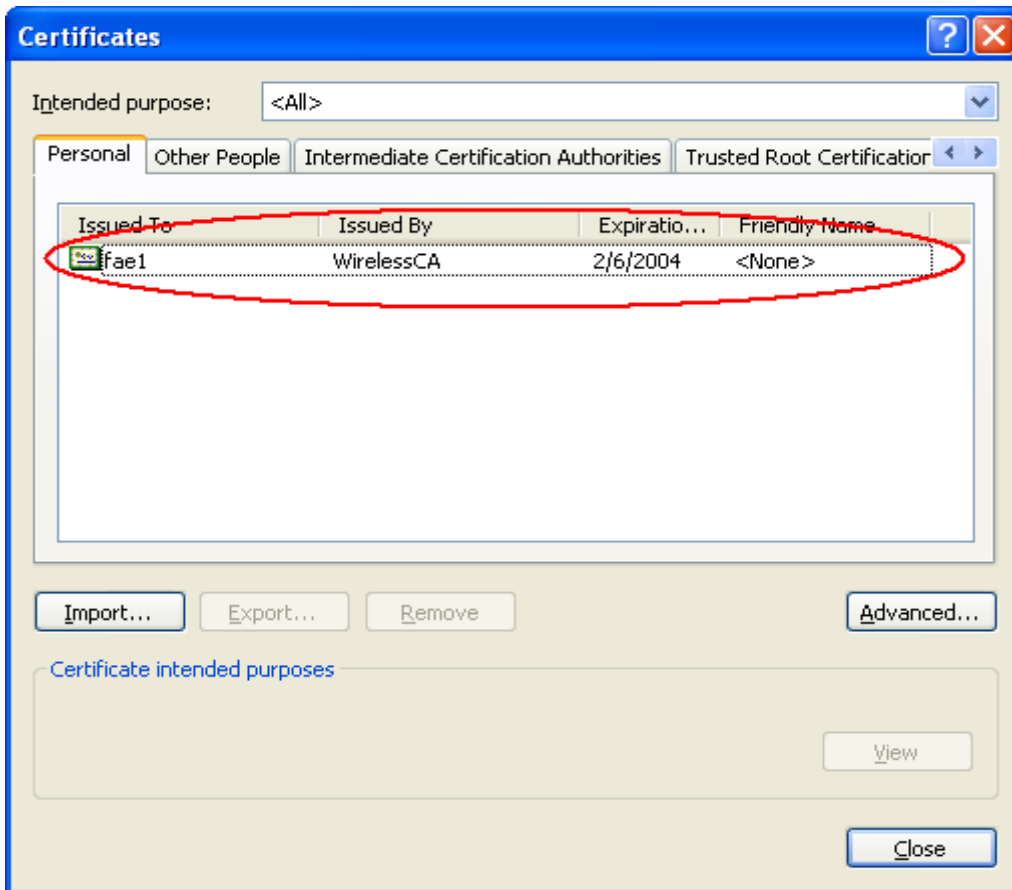 Certificates
Intended purpose: <All>
Personal Other People Intermediate Certification Authorities Trusted Root Certification
Issued To Issued By Expiratio... Friendly Name
fae1 WirelessCA 2/6/2004 <None>
Import... Export... Remove Advanced...
Certificate intended purposes
View
Close